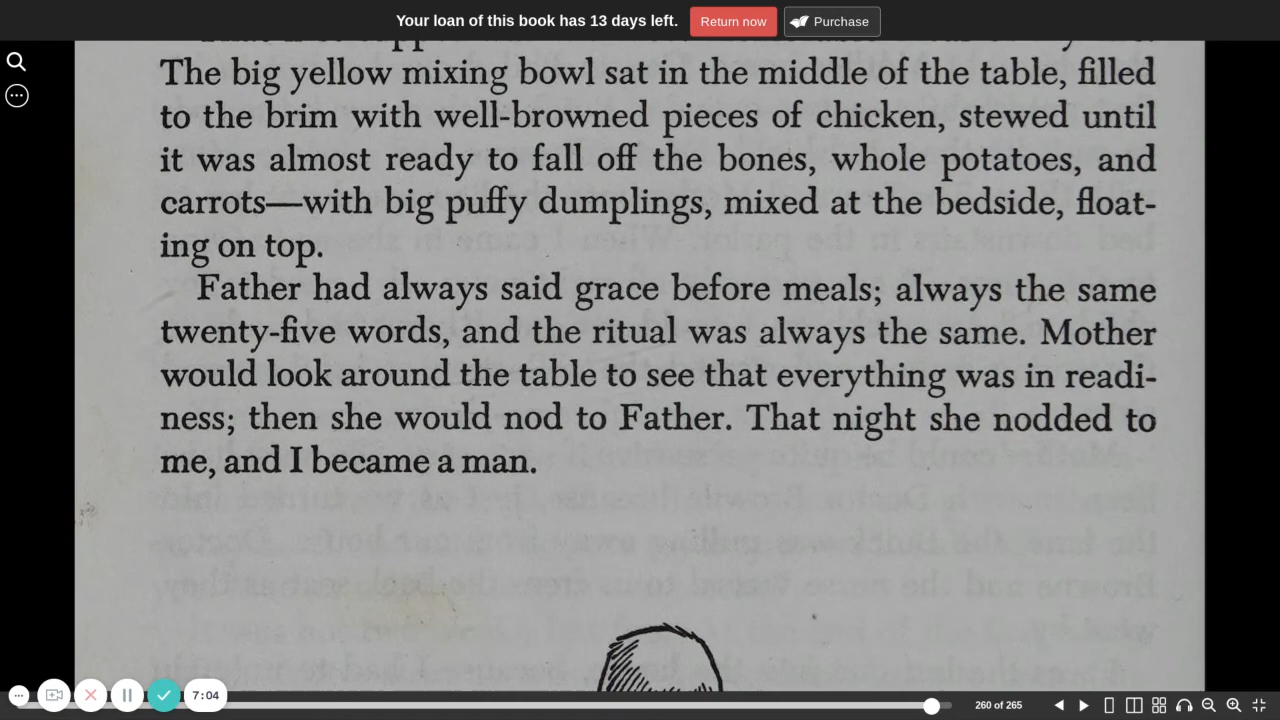 Your loan of this book has 13 days left. Return now Purchase
The big yellow mixing bowl sat in the middle of the table, filled
to the brim with well-browned pieces of chicken, stewed until
it was almost ready to fall off the bones, whole potatoes, and
carrots—with big puffy dumplings, mixed at the bedside, float-
ing on top.
Father had always said grace before meals; always the same
twenty-five words, and the ritual was always the same. Mother
would look around the table to see that everything was in readi-
ness; then she would nod to Father. That night she nodded to
me, and I became a man.
7:04
260 of 265